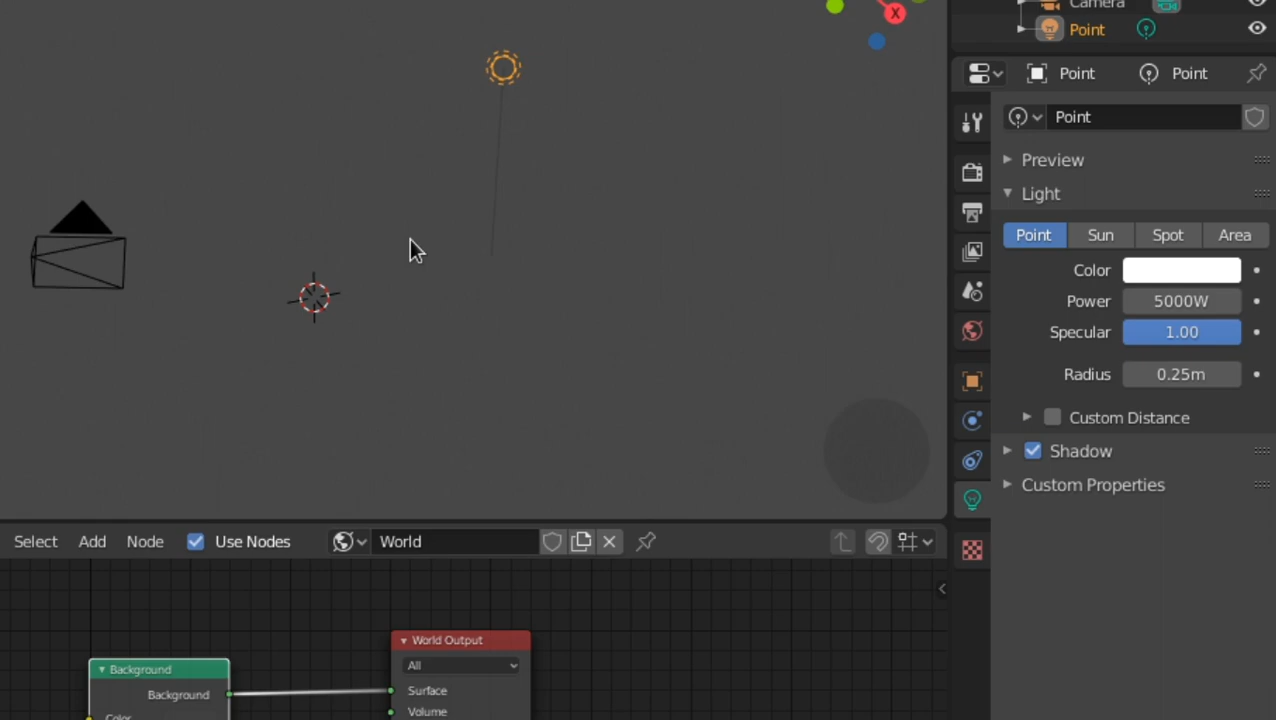 X
Camera
Point
Point Point
Point
Preview
Light
Point Sun Spot Area
Color
Power 5000W
Specular 1.00
Radius 0.25m
Custom Distance
Shadow
Custom Properties
Select Add Node Use Nodes World
World Output
All
Surface
Volume
Background
Background
Color